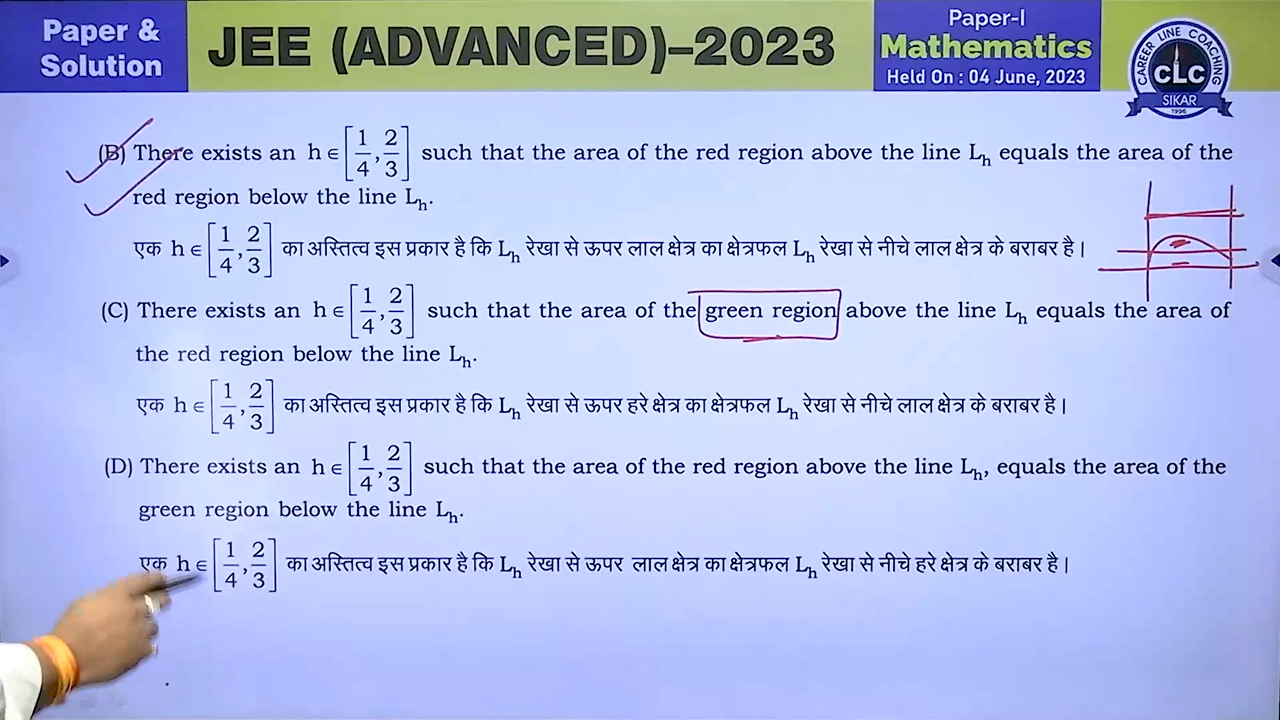 Paper &
Solution
JEE (ADVANCED)–2023
Paper-I
Mathematics
Held On : 04 June, 2023
CAREER LINE COACHING
CLC
SIKAR
1996
(B) There exists an h ∈ [1/4, 2/3] such that the area of the red region above the line L_h equals the area of the
red region below the line L_h.
एक h ∈ [1/4, 2/3] का अस्तित्व इस प्रकार है कि L_h रेखा से ऊपर लाल क्षेत्र का क्षेत्रफल L_h रेखा से नीचे लाल क्षेत्र के बराबर है।
(C) There exists an h ∈ [1/4, 2/3] such that the area of the green region above the line L_h equals the area of
the red region below the line L_h.
एक h ∈ [1/4, 2/3] का अस्तित्व इस प्रकार है कि L_h रेखा से ऊपर हरे क्षेत्र का क्षेत्रफल L_h रेखा से नीचे लाल क्षेत्र के बराबर है।
(D) There exists an h ∈ [1/4, 2/3] such that the area of the red region above the line L_h, equals the area of the
green region below the line L_h.
एक h ∈ [1/4, 2/3] का अस्तित्व इस प्रकार है कि L_h रेखा से ऊपर लाल क्षेत्र का क्षेत्रफल L_h रेखा से नीचे हरे क्षेत्र के बराबर है।